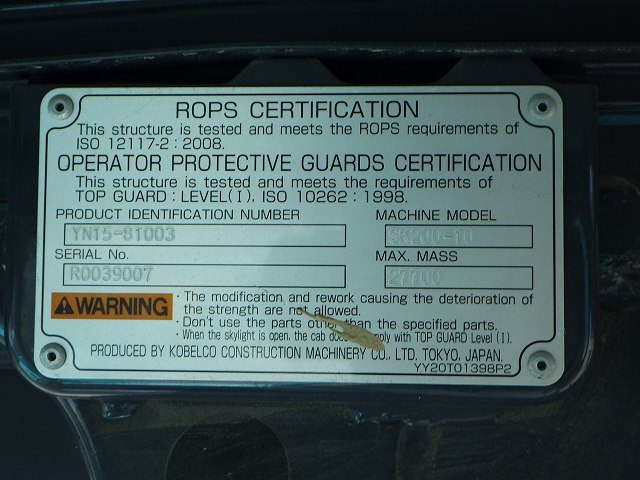 ROPS CERTIFICATION
This structure is tested and meets the ROPS requirements of
ISO 12117-2 : 2008.
OPERATOR PROTECTIVE GUARDS CERTIFICATION
This structure is tested and meets the requirements of
TOP GUARD : LEVEL(I). ISO 10262 : 1998.
PRODUCT IDENTIFICATION NUMBER
YN15-81003
MACHINE MODEL
SK200-10
SERIAL No.
R0039007
MAX. MASS
27700
WARNING
· The modification and rework causing the deterioration of
the strength are not allowed.
· Don't use the parts other than the specified parts.
· When the skylight is open, the cab with TOP GUARD Level (I).
PRODUCED BY KOBELCO CONSTRUCTION MACHINERY CO., LTD. TOKYO, JAPAN.
YY20T01398P2